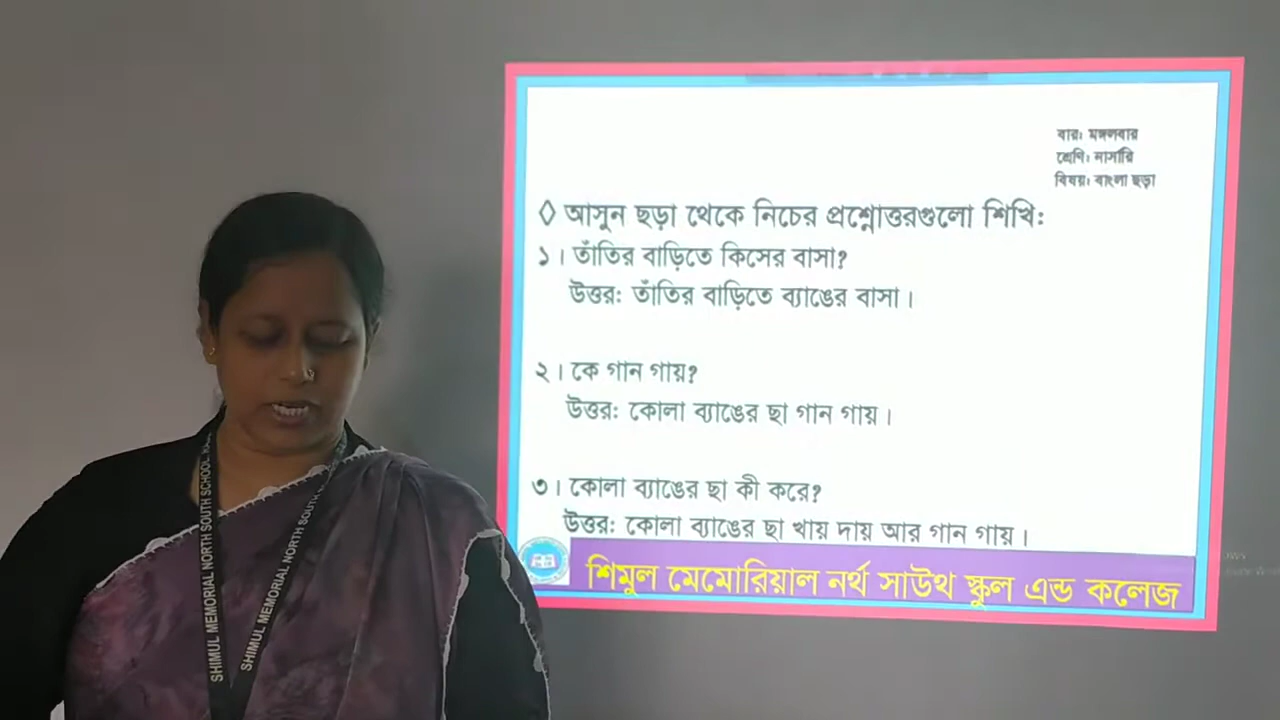 বার: মঙ্গলবার
শ্রেণি: নার্সারি
বিষয়: বাংলা ছড়া
◊ আসুন ছড়া থেকে নিচের প্রশ্নোত্তরগুলো শিখি:
১। তাঁতির বাড়িতে কিসের বাসা?
উত্তর: তাঁতির বাড়িতে ব্যাঙের বাসা।
২। কে গান গায়?
উত্তর: কোলা ব্যাঙের ছা গান গায়।
৩। কোলা ব্যাঙের ছা কী করে?
উত্তর: কোলা ব্যাঙের ছা খায় দায় আর গান গায়।
শিমুল মেমোরিয়াল নর্থ সাউথ স্কুল এন্ড কলেজ
SHIMUL MEMORIAL NORTH SOUTH SCHOOL
SHIMUL MEMORIAL NORTH SOUTH